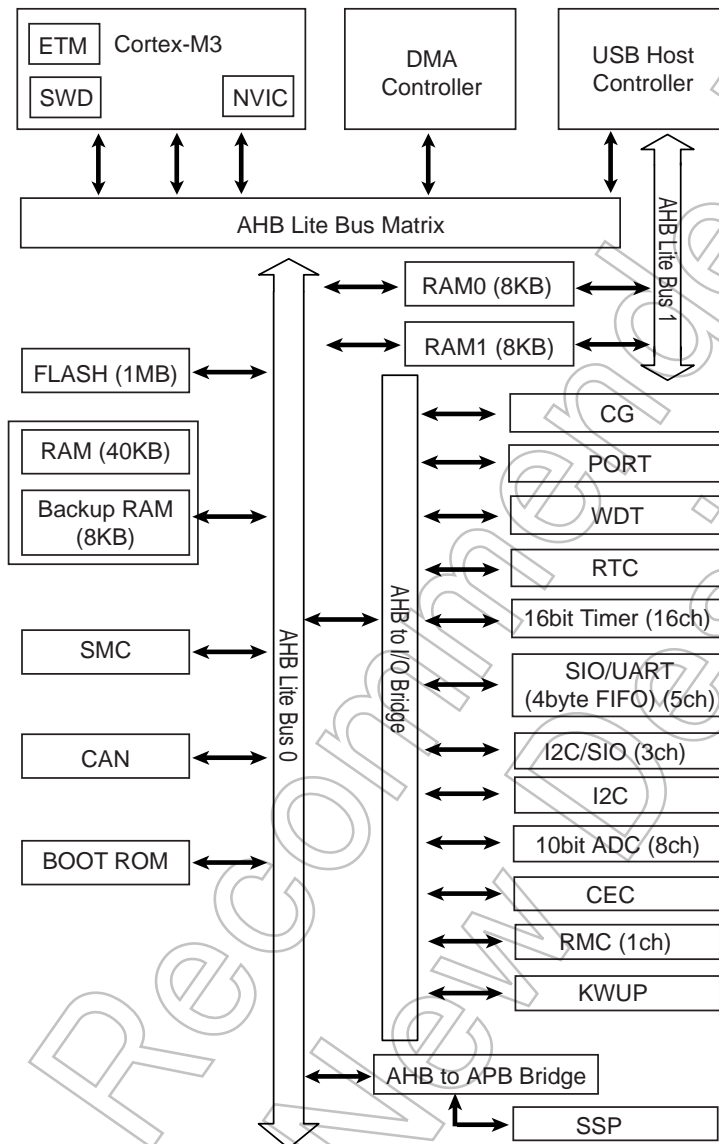 ETM
Cortex-M3
SWD
NVIC
DMA
Controller
USB Host
Controller
AHB Lite Bus Matrix
AHB Lite Bus 1
RAM0 (8KB)
RAM1 (8KB)
FLASH (1MB)
RAM (40KB)
Backup RAM
(8KB)
SMC
CAN
BOOT ROM
AHB Lite Bus 0
AHB to I/O Bridge
CG
PORT
WDT
RTC
16bit Timer (16ch)
SIO/UART
(4byte FIFO) (5ch)
I2C/SIO (3ch)
I2C
10bit ADC (8ch)
CEC
RMC (1ch)
KWUP
AHB to APB Bridge
SSP
Recommende
New De